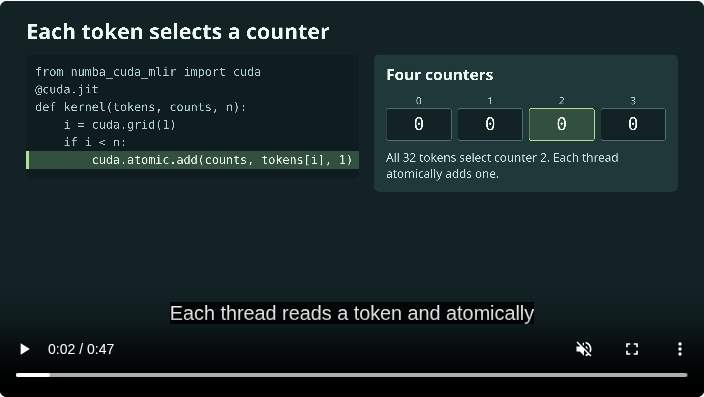 Each token selects a counter
from numba_cuda_mlir import cuda
@cuda.jit
def kernel(tokens, counts, n):
    i = cuda.grid(1)
    if i < n:
        cuda.atomic.add(counts, tokens[i], 1)
Four counters
0 1 2 3
0 0 0 0
All 32 tokens select counter 2. Each thread
atomically adds one.
Each thread reads a token and atomically
0:02 / 0:47